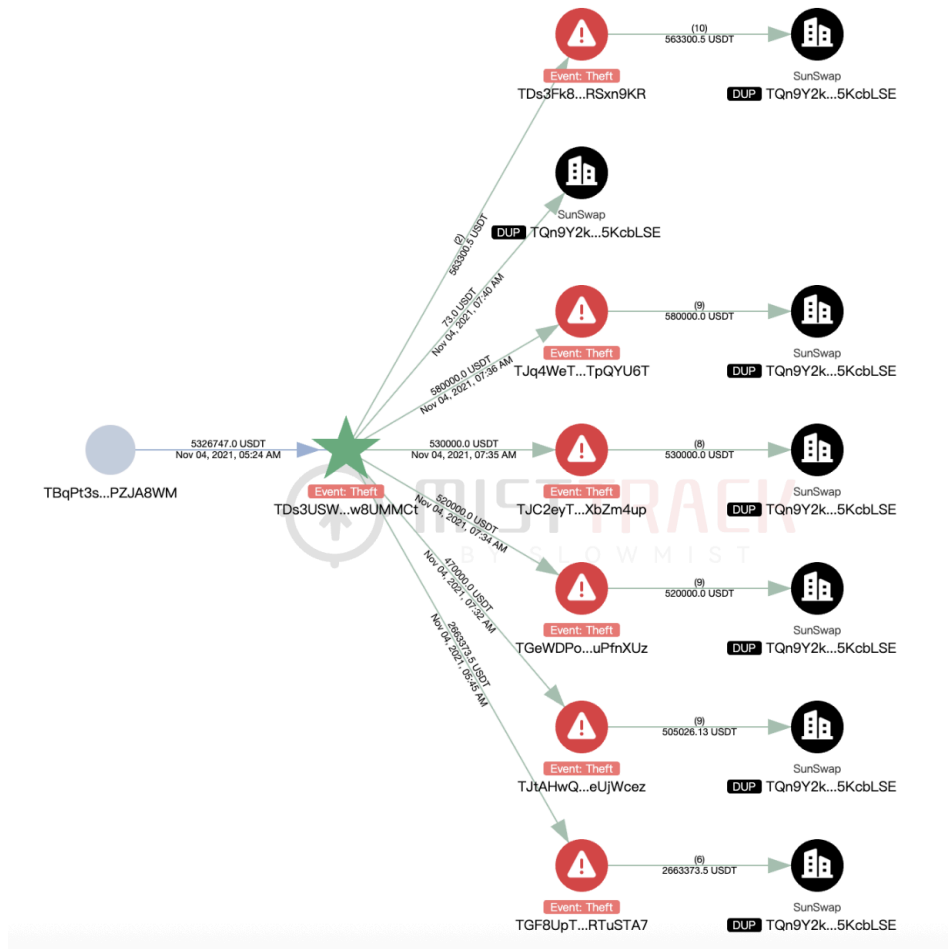 (10)
563300.5 USDT
Event: Theft
TDs3Fk8...RSxn9KR
SunSwap
DUP TQn9Y2k...5KcbLSE
(2)
563300.5 USDT
SunSwap
DUP TQn9Y2k...5KcbLSE
73.0 USDT
Nov 04, 2021, 07:40 AM
(9)
580000.0 USDT
580000.0 USDT
Nov 04, 2021, 07:36 AM
Event: Theft
TJq4WeT...TpQYU6T
SunSwap
DUP TQn9Y2k...5KcbLSE
5326747.0 USDT
Nov 04, 2021, 05:24 AM
530000.0 USDT
Nov 04, 2021, 07:35 AM
(8)
530000.0 USDT
TBqPt3s...PZJA8WM
Event: Theft
TDs3USW...w8UMMCt
Event: Theft
TJC2eyT...XbZm4up
SunSwap
DUP TQn9Y2k...5KcbLSE
MISTTRACK
BY SLOWMIST
520000.0 USDT
Nov 04, 2021, 07:34 AM
(9)
520000.0 USDT
Event: Theft
TGeWDPo...uPfnXUz
SunSwap
DUP TQn9Y2k...5KcbLSE
470000.0 USDT
Nov 04, 2021, 07:32 AM
(9)
505026.13 USDT
Event: Theft
TJtAHwQ...eUjWcez
SunSwap
DUP TQn9Y2k...5KcbLSE
2663373.5 USDT
Nov 04, 2021, 05:45 AM
(6)
2663373.5 USDT
Event: Theft
TGF8UpT...RTuSTA7
SunSwap
DUP TQn9Y2k...5KcbLSE